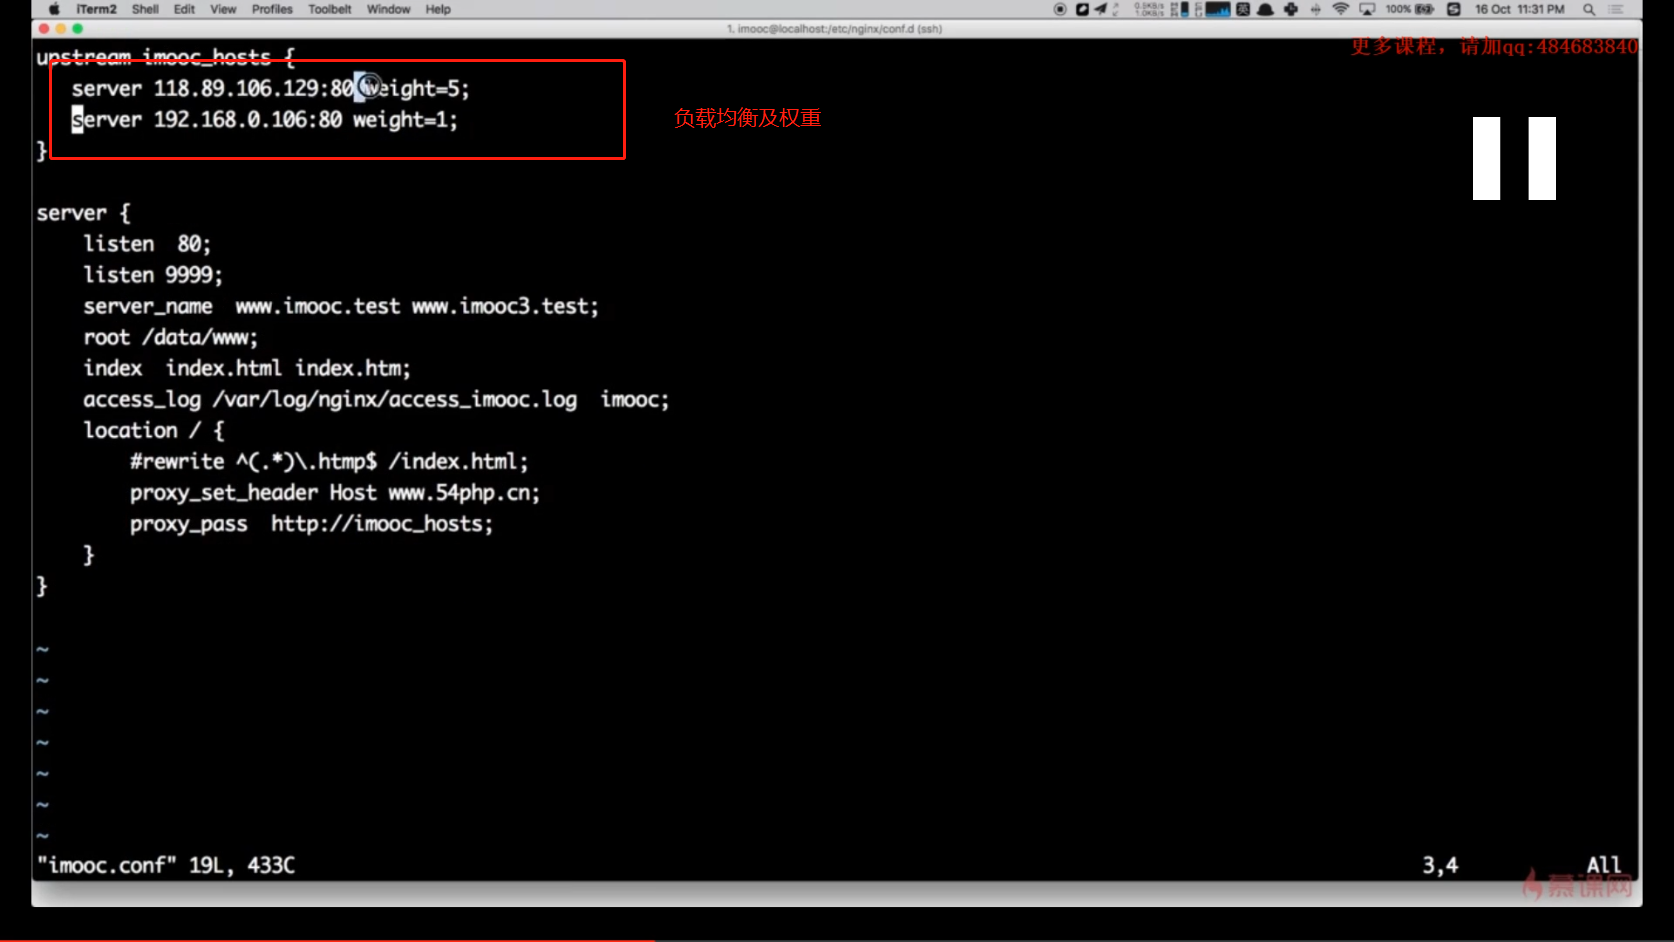 iTerm2 Shell Edit View Profiles Toolbelt Window Help 100% 16 Oct 11:31 PM
1. imooc@localhost:/etc/nginx/conf.d (ssh)
更多课程，请加qq:484683840
upstream imooc_hosts {
server 118.89.106.129:80 weight=5;
server 192.168.0.106:80 weight=1;
负载均衡及权重
}
server {
listen  80;
listen 9999;
server_name  www.imooc.test www.imooc3.test;
root /data/www;
index  index.html index.htm;
access_log /var/log/nginx/access_imooc.log  imooc;
location / {
#rewrite ^(.*)\.htmp$ /index.html;
proxy_set_header Host www.54php.cn;
proxy_pass  http://imooc_hosts;
}
}
~
~
~
~
~
~
~
"imooc.conf" 19L, 433C 3,4 All
慕课网